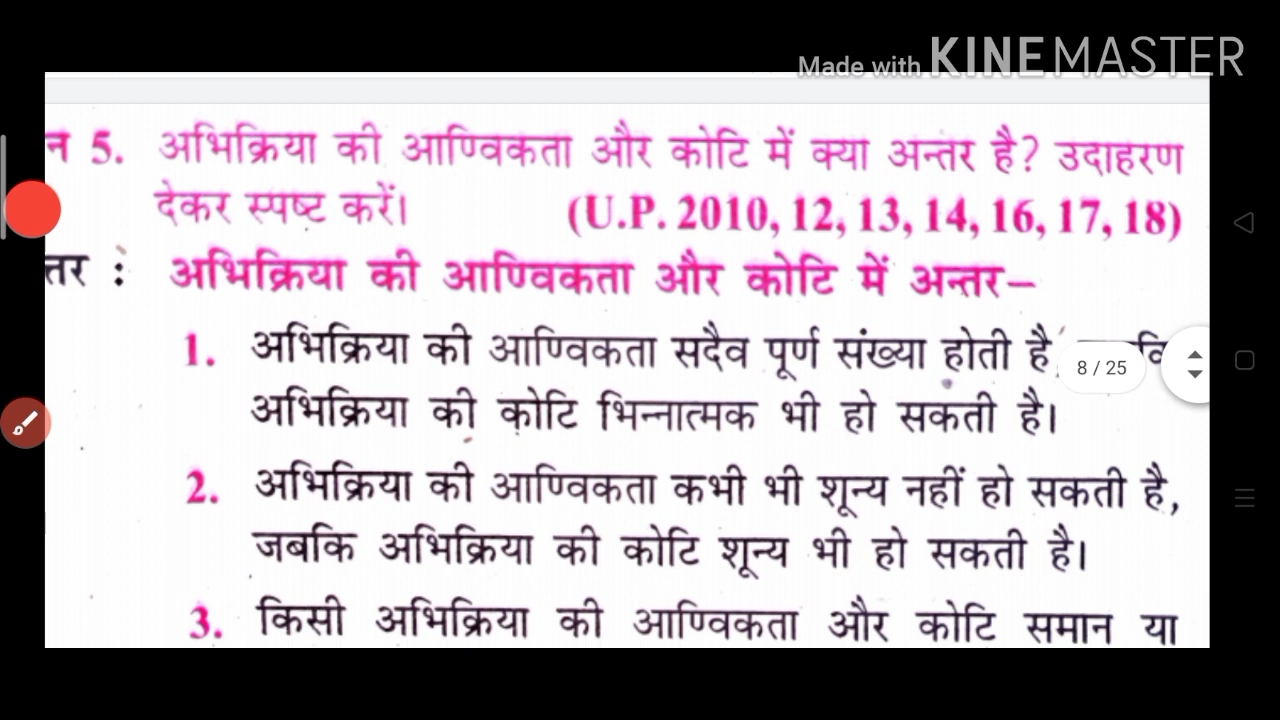 Made with KINEMASTER
न 5. अभिक्रिया की आण्विकता और कोटि में क्या अन्तर है? उदाहरण
देकर स्पष्ट करें। (U.P. 2010, 12, 13, 14, 16, 17, 18)
तर : अभिक्रिया की आण्विकता और कोटि में अन्तर–
1. अभिक्रिया की आण्विकता सदैव पूर्ण संख्या होती है
8 / 25
अभिक्रिया की कोटि भिन्नात्मक भी हो सकती है।
2. अभिक्रिया की आण्विकता कभी भी शून्य नहीं हो सकती है,
जबकि अभिक्रिया की कोटि शून्य भी हो सकती है।
3. किसी अभिक्रिया की आण्विकता और कोटि समान या